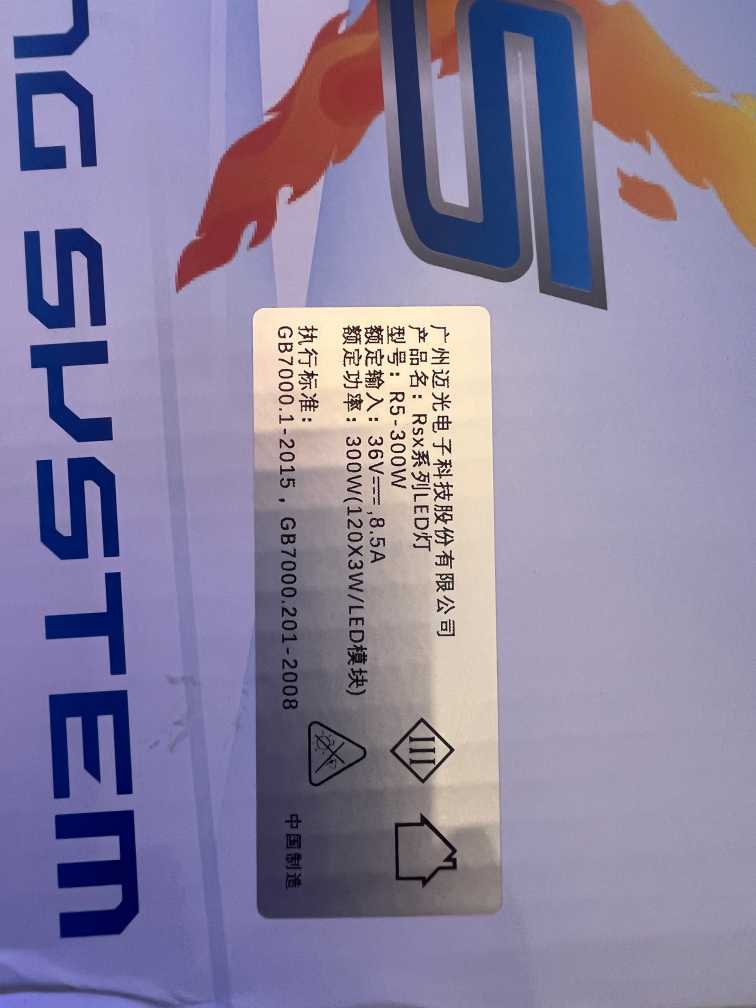 广州迈光电子科技股份有限公司
产品名：Rsx系列LED灯
型号：R5-300W
额定输入：36V⎓,8.5A
额定功率：300W(120X3W/LED模块)
执行标准：
GB7000.1-2015，GB7000.201-2008
III
中国制造
5
NG SYSTEM